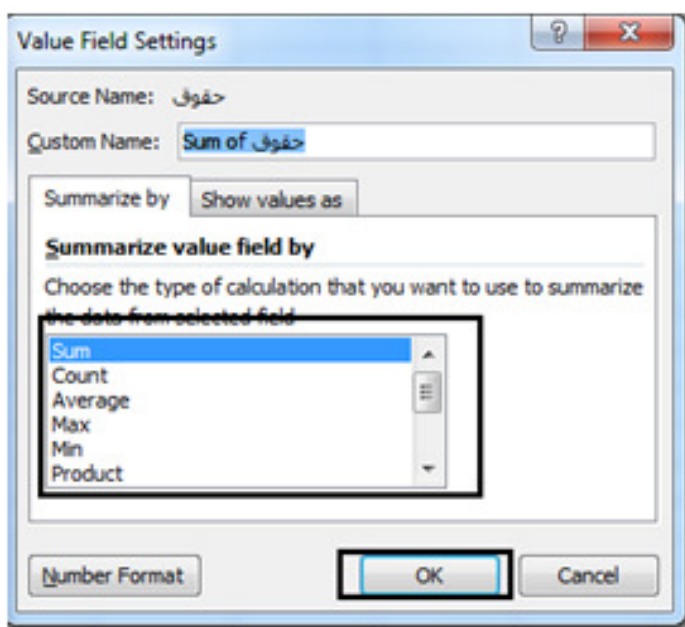 Value Field Settings
Source Name: حقوق
Custom Name: Sum of حقوق
Summarize by Show values as
Summarize value field by
Choose the type of calculation that you want to use to summarize
the data from selected field
Sum
Count
Average
Max
Min
Product
Number Format OK Cancel